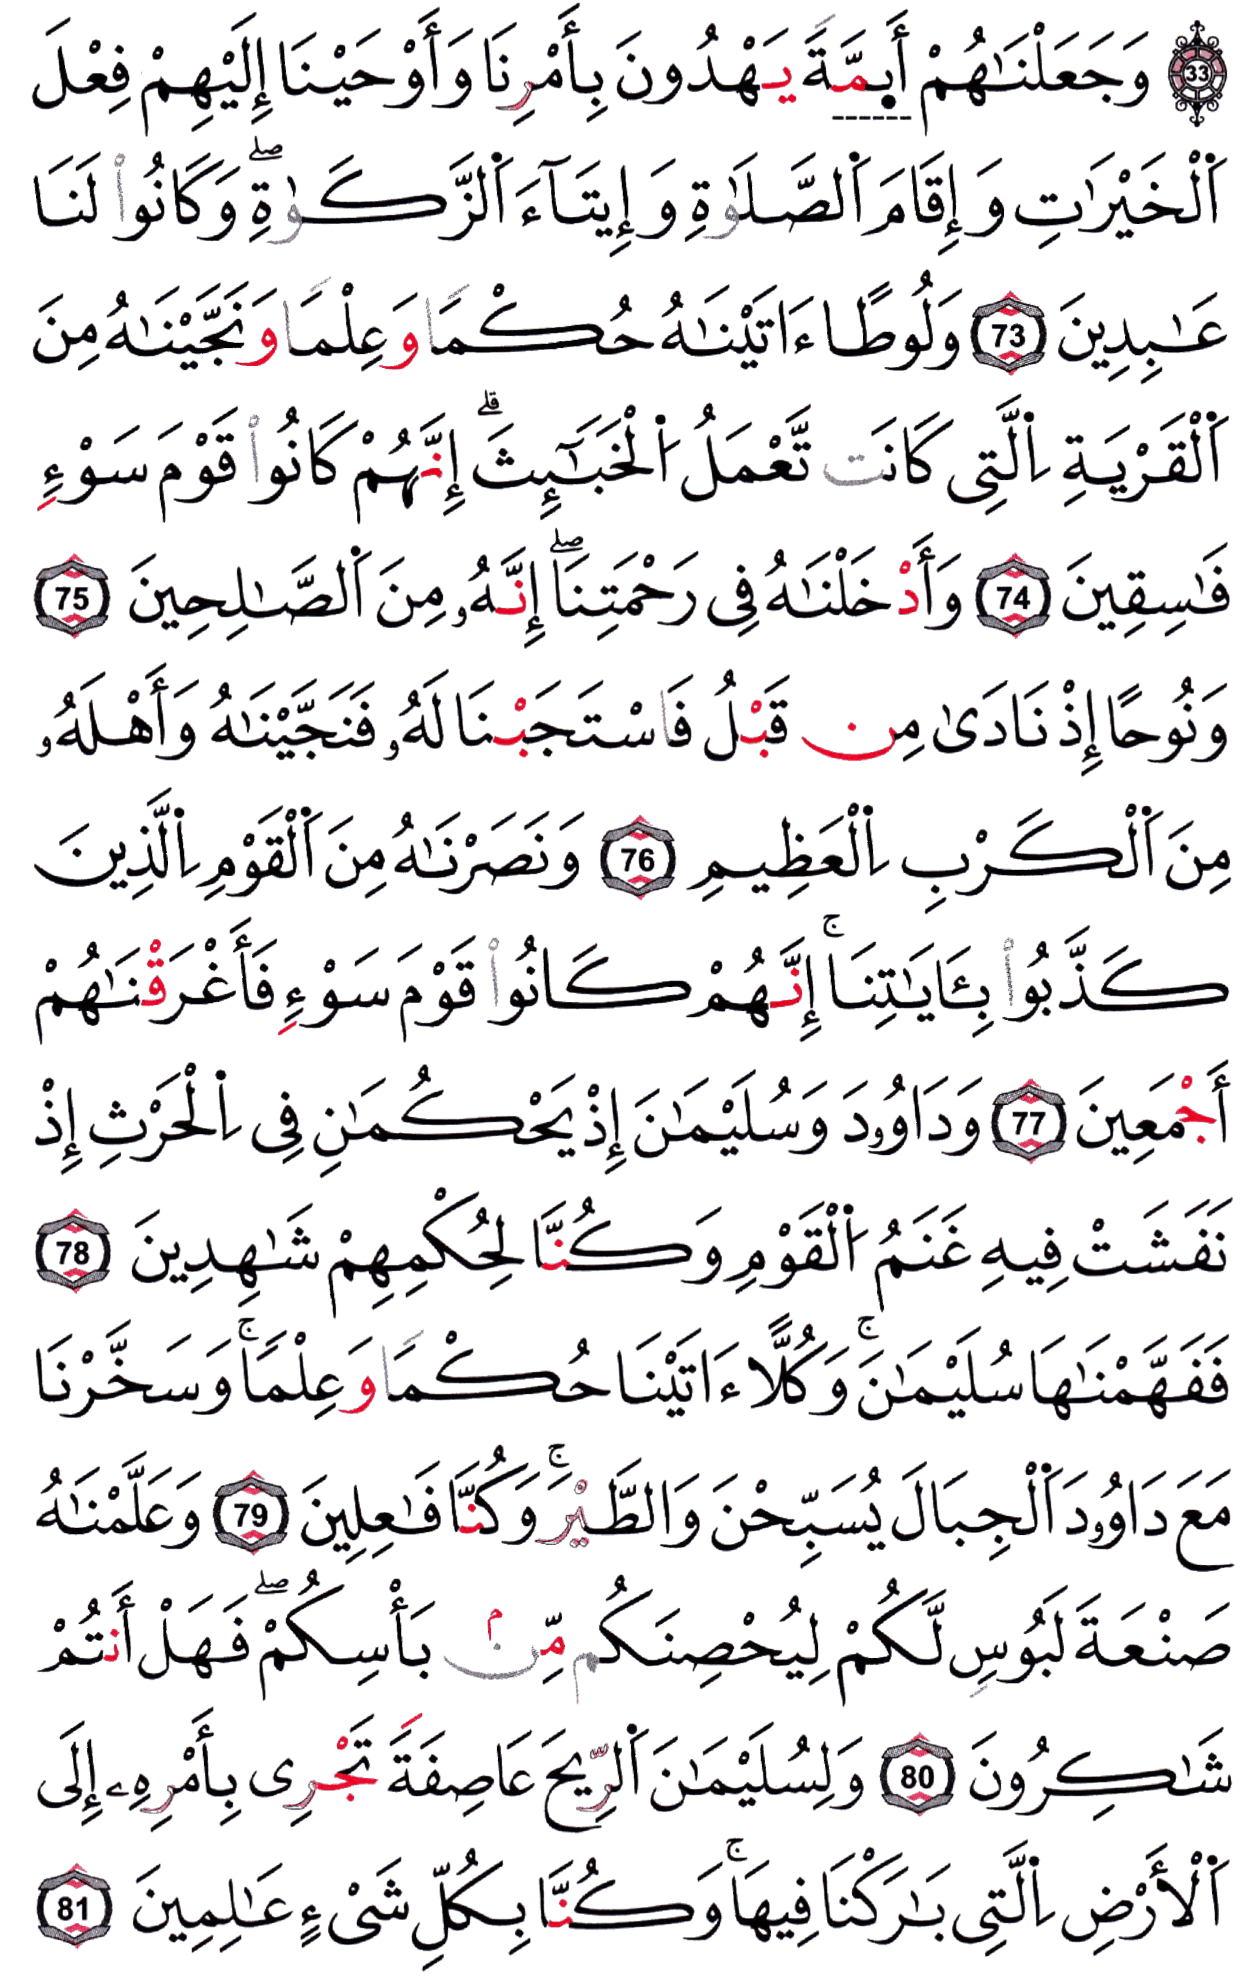 33 وَجَعَلْنَٰهُمْ أَىِٕمَّةً يَهْدُونَ بِأَمْرِنَا وَأَوْحَيْنَا إِلَيْهِمْ فِعْلَ
ٱلْخَيْرَٰتِ وَإِقَامَ ٱلصَّلَوٰةِ وَإِيتَآءَ ٱلزَّكَوٰةِۖ وَكَانُوا۟ لَنَا
عَٰبِدِينَ 73 وَلُوطًا ءَاتَيْنَٰهُ حُكْمًا وَعِلْمًا وَنَجَّيْنَٰهُ مِنَ
ٱلْقَرْيَةِ ٱلَّتِى كَانَت تَّعْمَلُ ٱلْخَبَٰٓئِثَۗ إِنَّهُمْ كَانُوا۟ قَوْمَ سَوْءٍ
فَٰسِقِينَ 74 وَأَدْخَلْنَٰهُ فِى رَحْمَتِنَاۖ إِنَّهُۥ مِنَ ٱلصَّٰلِحِينَ 75
وَنُوحًا إِذْ نَادَىٰ مِن قَبْلُ فَٱسْتَجَبْنَا لَهُۥ فَنَجَّيْنَٰهُ وَأَهْلَهُۥ
مِنَ ٱلْكَرْبِ ٱلْعَظِيمِ 76 وَنَصَرْنَٰهُ مِنَ ٱلْقَوْمِ ٱلَّذِينَ
كَذَّبُوا۟ بِـَٔايَٰتِنَاۚ إِنَّهُمْ كَانُوا۟ قَوْمَ سَوْءٍ فَأَغْرَقْنَٰهُمْ
أَجْمَعِينَ 77 وَدَاوُۥدَ وَسُلَيْمَٰنَ إِذْ يَحْكُمَٰنِ فِى ٱلْحَرْثِ إِذْ
نَفَشَتْ فِيهِ غَنَمُ ٱلْقَوْمِ وَكُنَّا لِحُكْمِهِمْ شَٰهِدِينَ 78
فَفَهَّمْنَٰهَا سُلَيْمَٰنَۚ وَكُلًّا ءَاتَيْنَا حُكْمًا وَعِلْمًاۚ وَسَخَّرْنَا
مَعَ دَاوُۥدَ ٱلْجِبَالَ يُسَبِّحْنَ وَالطَّيْرَۚ وَكُنَّا فَٰعِلِينَ 79 وَعَلَّمْنَٰهُ
صَنْعَةَ لَبُوسٍ لَّكُمْ لِيُحْصِنَكُم مِّنۢ بَأْسِكُمْۖ فَهَلْ أَنتُمْ
شَٰكِرُونَ 80 وَلِسُلَيْمَٰنَ ٱلرِّيحَ عَاصِفَةً تَجْرِى بِأَمْرِهِۦ إِلَى
ٱلْأَرْضِ ٱلَّتِى بَٰرَكْنَا فِيهَاۚ وَكُنَّا بِكُلِّ شَىْءٍ عَٰلِمِينَ 81